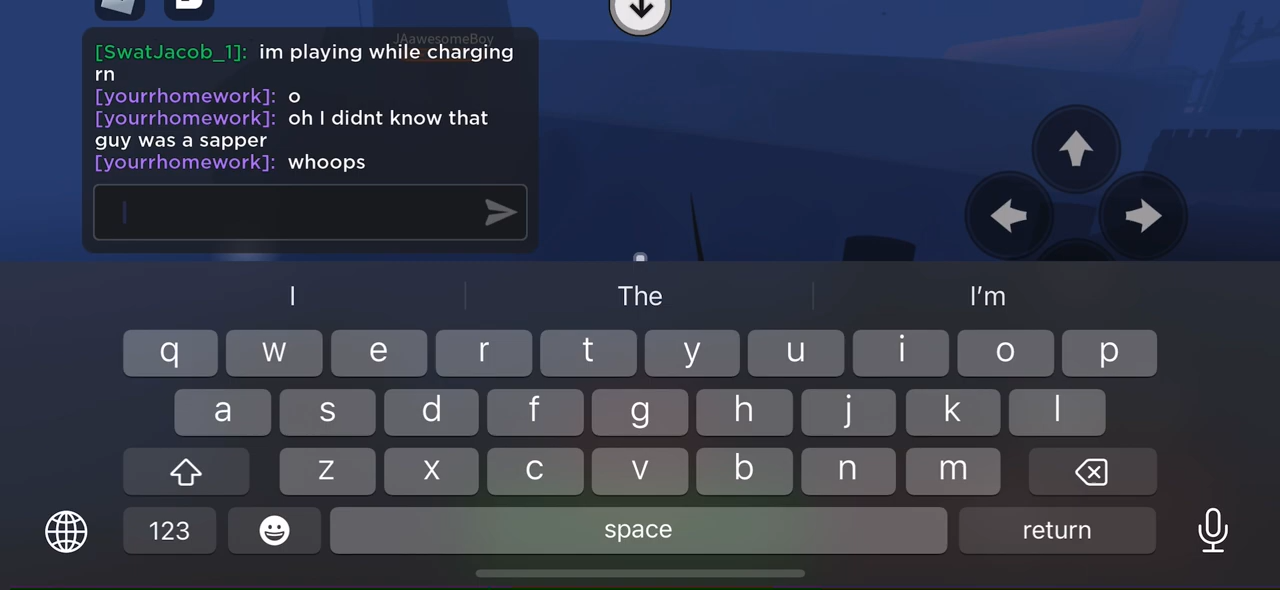 JAawesomeBoy
[SwatJacob_1]: im playing while charging
rn
[yourrhomework]: o
[yourrhomework]: oh I didnt know that
guy was a sapper
[yourrhomework]: whoops
I The I'm
q w e r t y u i o p
a s d f g h j k l
z x c v b n m
123 space return